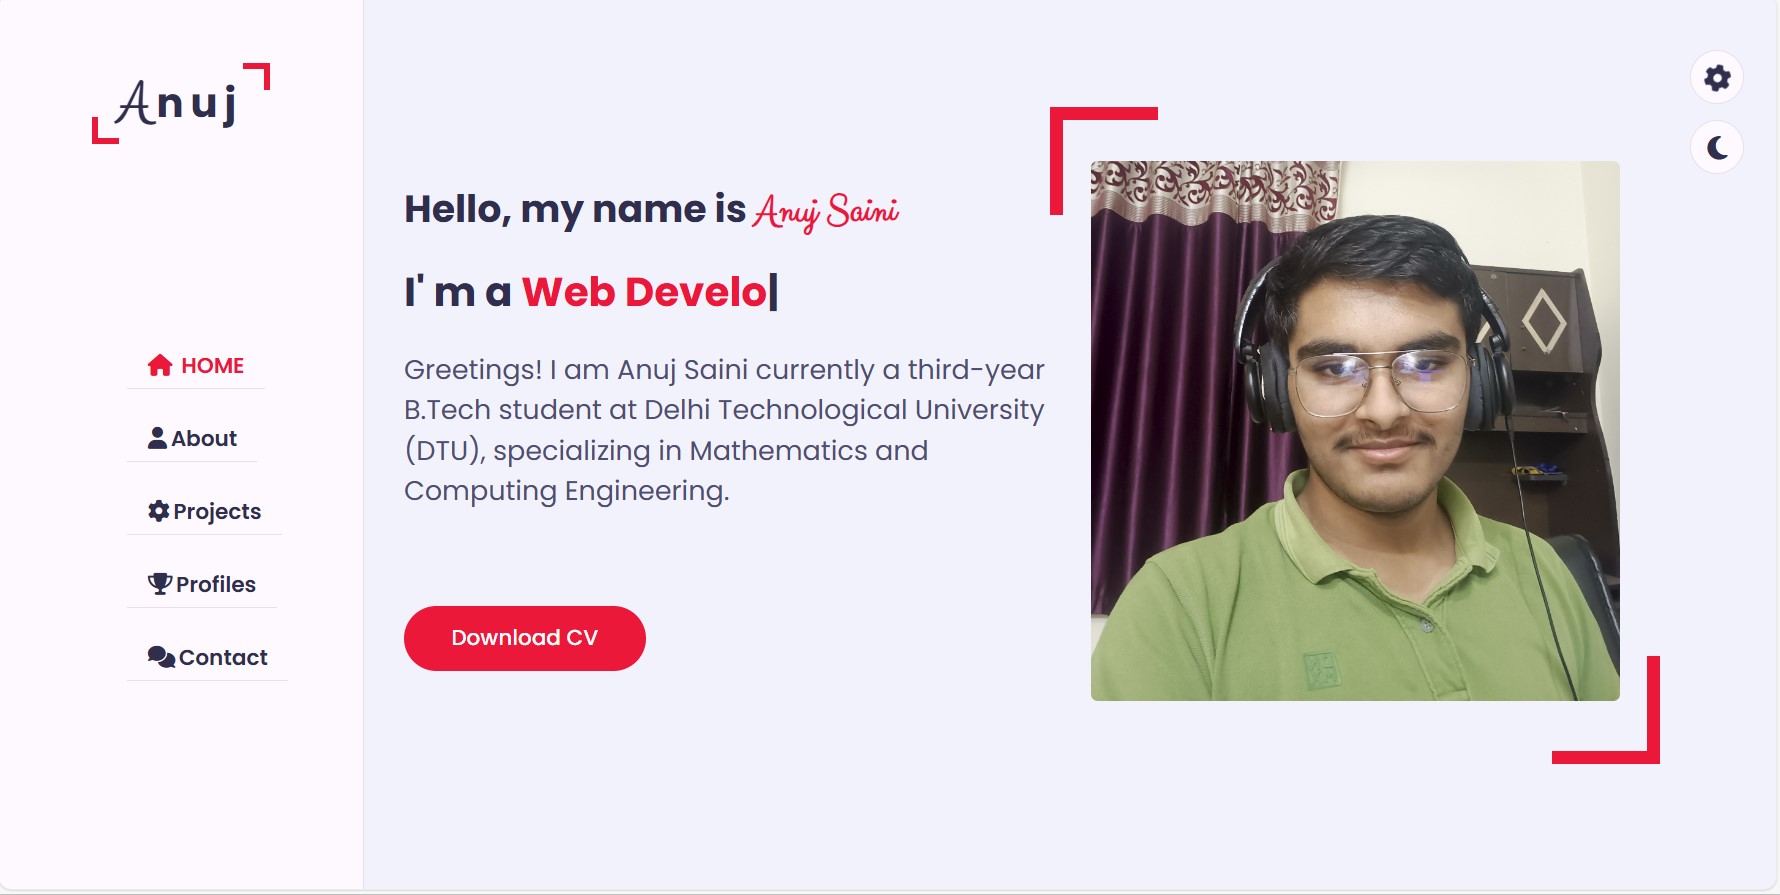 Anuj
HOME
About
Projects
Profiles
Contact
Hello, my name is Anuj Saini
I' m a Web Develo|
Greetings! I am Anuj Saini currently a third-year
B.Tech student at Delhi Technological University
(DTU), specializing in Mathematics and
Computing Engineering.
Download CV